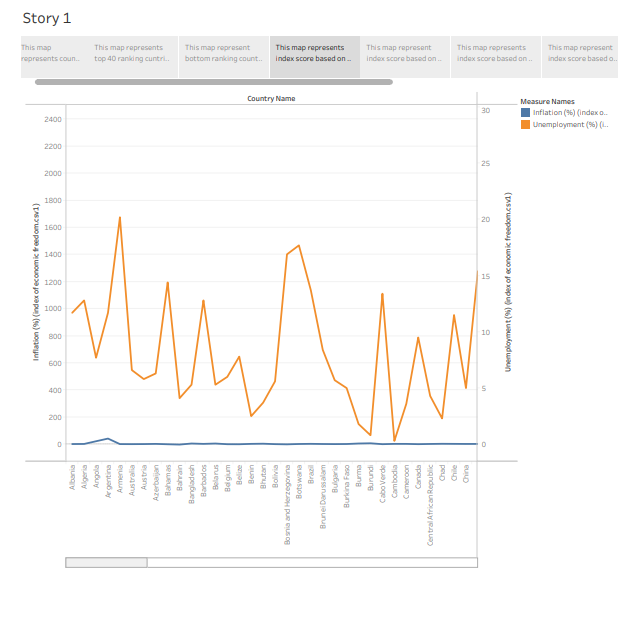 Story 1
This map
represents coun..
This map represents
top 40 ranking cuntri..
This map represent
bottom ranking count..
This map represents
index score based on ..
This map represent
index score based on ..
This map represent
index score based on ..
This map represent
index score based o..
Country Name
Measure Names
Inflation (%) (index o..
Unemployment (%) (i..
Inflation (%) (index of economic freedom.csv1)
2400
2200
2000
1800
1600
1400
1200
1000
800
600
400
200
0
30
25
20
15
10
5
0
Unemployment (%) (index of economic freedom.csv1)
Albania
Algeria
Angola
Argentina
Armenia
Australia
Austria
Azerbaijan
Bahamas
Bahrain
Bangladesh
Barbados
Belarus
Belgium
Belize
Benin
Bhutan
Bolivia
Bosnia and Herzegovina
Botswana
Brazil
Brunei Darussalam
Bulgaria
Burkina Faso
Burma
Burundi
Cabo Verde
Cambodia
Cameroon
Canada
Central African Republic
Chad
Chile
China